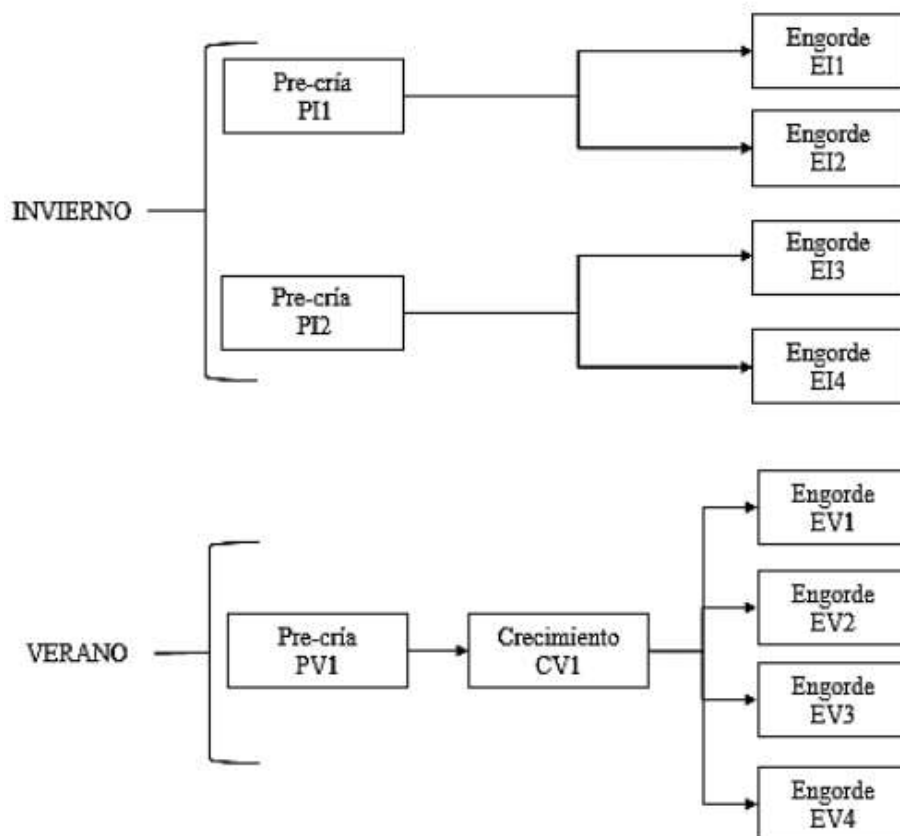 Engorde
EI1
Pre-cría
PI1
Engorde
EI2
INVIERNO
Engorde
EI3
Pre-cría
PI2
Engorde
EI4
Engorde
EV1
Engorde
EV2
VERANO
Pre-cría
PV1
Crecimiento
CV1
Engorde
EV3
Engorde
EV4